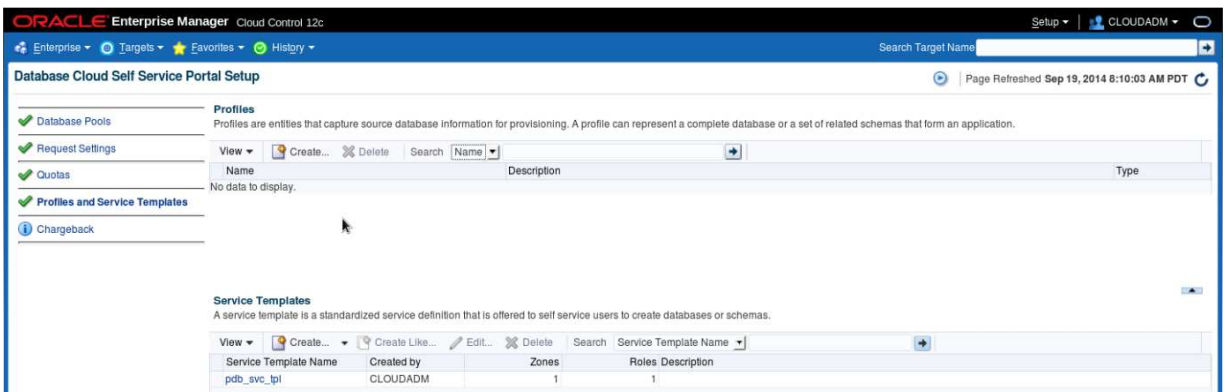 ORACLE Enterprise Manager Cloud Control 12c
Setup CLOUDADM
Enterprise Targets Favorites History
Search Target Name
Database Cloud Self Service Portal Setup
Page Refreshed Sep 19, 2014 8:10:03 AM PDT
Database Pools
Request Settings
Quotas
Profiles and Service Templates
Chargeback
Profiles
Profiles are entities that capture source database information for provisioning. A profile can represent a complete database or a set of related schemas that form an application.
View Create... Delete Search Name
Name Description Type
No data to display.
Service Templates
A service template is a standardized service definition that is offered to self service users to create databases or schemas.
View Create... Create Like... Edit... Delete Search Service Template Name
Service Template Name Created by Zones Roles Description
pdb_svc_tpl CLOUDADM 1 1